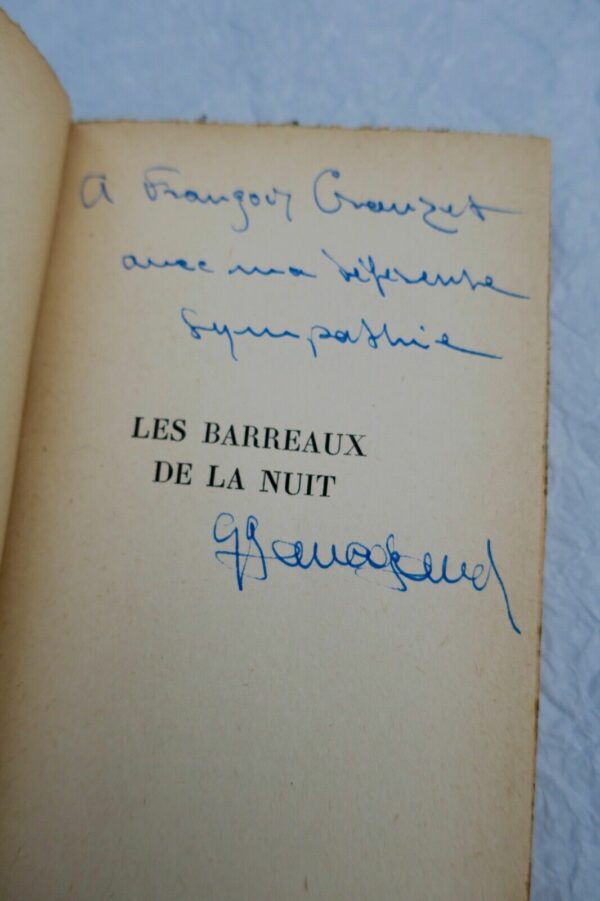 A François Crouzet
avec ma déférente
sympathie
LES BARREAUX
DE LA NUIT